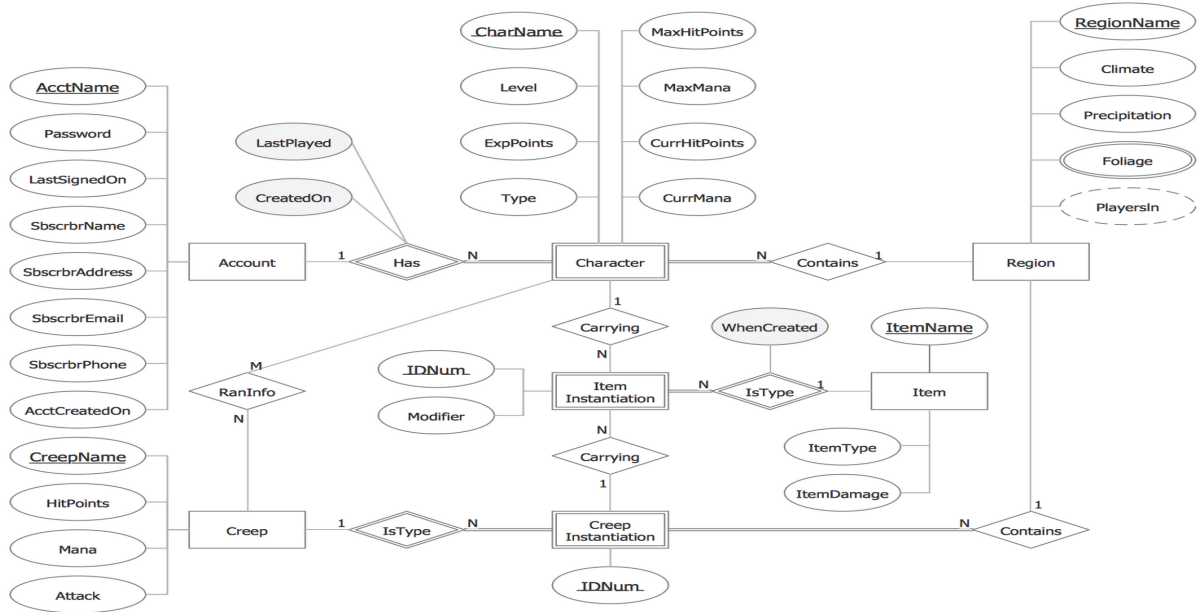 CharName
MaxHitPoints
RegionName
AcctName
Level
MaxMana
Climate
Password
LastPlayed
ExpPoints
CurrHitPoints
Precipitation
LastSignedOn
CreatedOn
Type
CurrMana
Foliage
SbscrbrName
PlayersIn
Account
1
Has
N
Character
N
Contains
1
Region
SbscrbrAddress
SbscrbrEmail
1
Carrying
WhenCreated
ItemName
SbscrbrPhone
M
RanInfo
N
N
IDNum
Item
Instantiation
N
IsType
1
Item
AcctCreatedOn
Modifier
N
Carrying
1
CreepName
ItemType
HitPoints
ItemDamage
Creep
1
IsType
N
Creep
Instantiation
N
Contains
1
Mana
Attack
IDNum